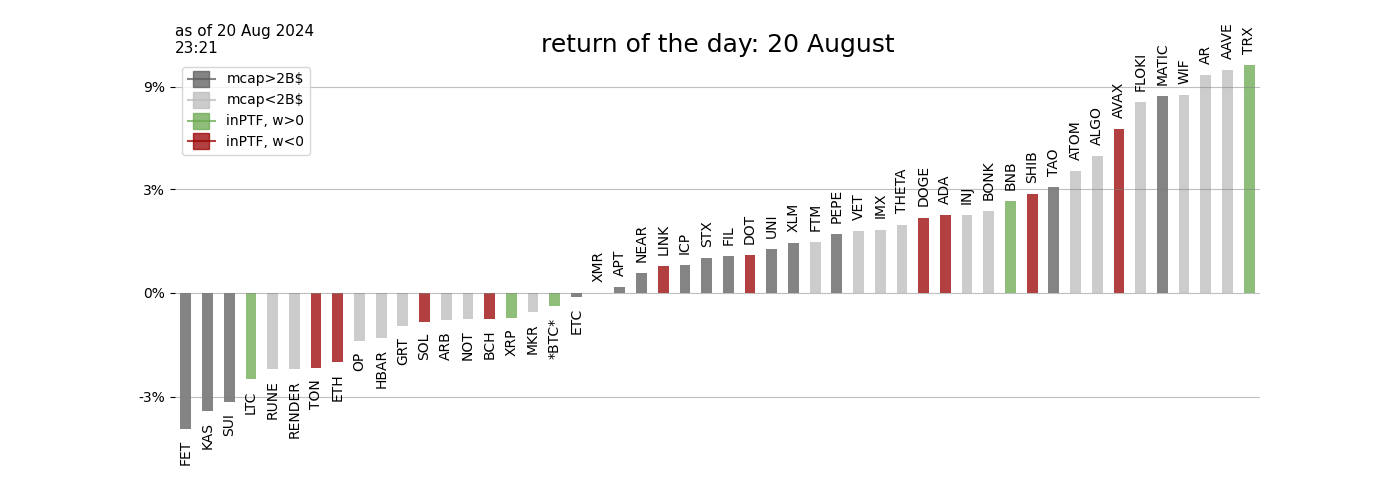 as of 20 Aug 2024
23:21
return of the day: 20 August
mcap>2B$
mcap<2B$
inPTF, w>0
inPTF, w<0
9%
3%
0%
-3%
FET
KAS
SUI
LTC
RUNE
RENDER
TON
ETH
OP
HBAR
GRT
SOL
ARB
NOT
BCH
XRP
MKR
*BTC*
ETC
XMR
APT
NEAR
LINK
ICP
STX
FIL
DOT
UNI
XLM
FTM
PEPE
VET
IMX
THETA
DOGE
ADA
INJ
BONK
BNB
SHIB
TAO
ATOM
ALGO
AVAX
FLOKI
MATIC
WIF
AR
AAVE
TRX